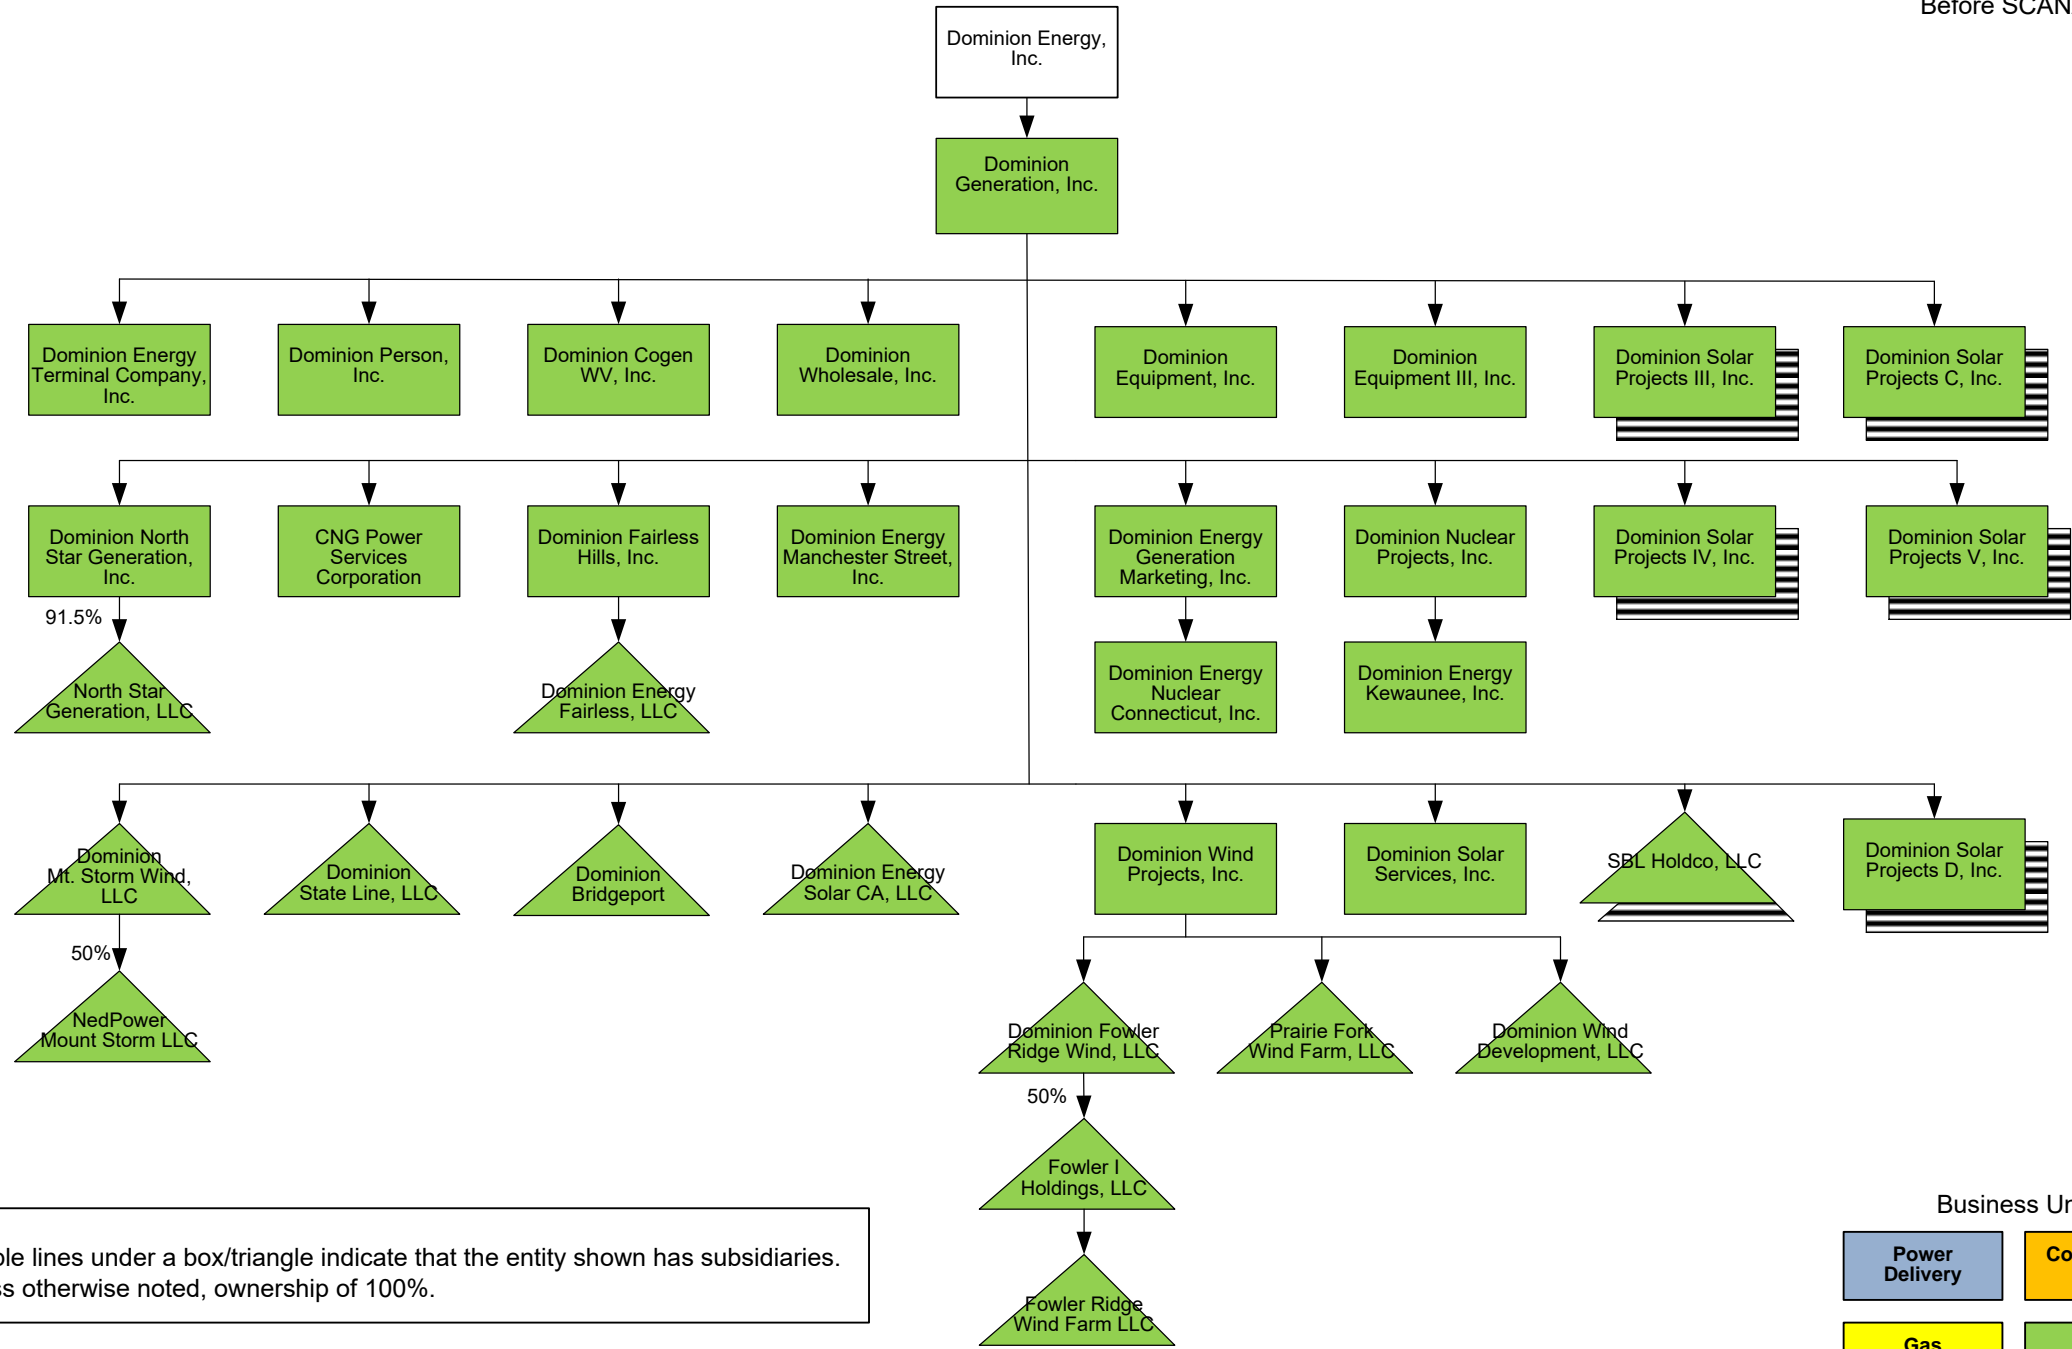 Before SCAN
Dominion Energy,
Inc.
Dominion
Generation, Inc.
Dominion Energy
Terminal Company,
Inc.
Dominion Person,
Inc.
Dominion Cogen
WV, Inc.
Dominion
Wholesale, Inc.
Dominion
Equipment, Inc.
Dominion
Equipment III, Inc.
Dominion Solar
Projects III, Inc.
Dominion Solar
Projects C, Inc.
Dominion North
Star Generation,
Inc.
CNG Power
Services
Corporation
Dominion Fairless
Hills, Inc.
Dominion Energy
Manchester Street,
Inc.
Dominion Energy
Generation
Marketing, Inc.
Dominion Nuclear
Projects, Inc.
Dominion Solar
Projects IV, Inc.
Dominion Solar
Projects V, Inc.
91.5%
North Star
Generation, LLC
Dominion Energy
Fairless, LLC
Dominion Energy
Nuclear
Connecticut, Inc.
Dominion Energy
Kewaunee, Inc.
Dominion
Mt. Storm Wind,
LLC
Dominion
State Line, LLC
Dominion
Bridgeport
Dominion Energy
Solar CA, LLC
Dominion Wind
Projects, Inc.
Dominion Solar
Services, Inc.
SBL Holdco, LLC
Dominion Solar
Projects D, Inc.
50%
NedPower
Mount Storm LLC
Dominion Fowler
Ridge Wind, LLC
Prairie Fork
Wind Farm, LLC
Dominion Wind
Development, LLC
50%
Fowler I
Holdings, LLC
Fowler Ridge
Wind Farm LLC
lines under a box/triangle indicate that the entity shown has subsidiaries.
otherwise noted, ownership of 100%.
Business
Power
Delivery
Gas